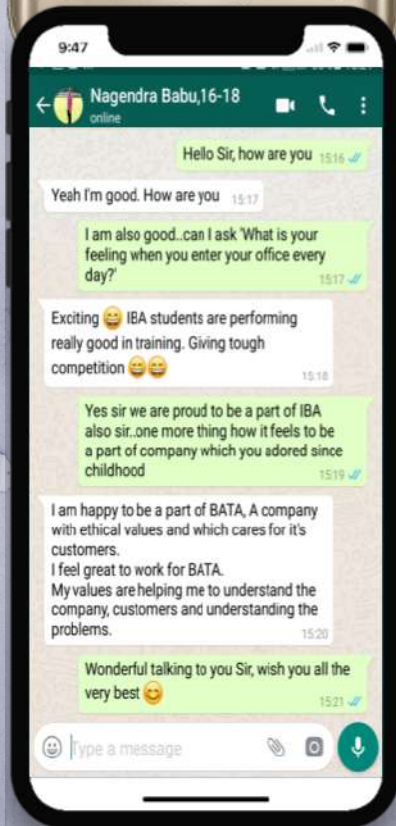 9:47
Nagendra Babu,16-18
online
Hello Sir, how are you 15:16
Yeah I'm good. How are you 15:17
I am also good..can I ask 'What is your
feeling when you enter your office every
day?'
15:17
Exciting 😄 IBA students are performing
really good in training. Giving tough
competition 😄😄
15:18
Yes sir we are proud to be a part of IBA
also sir..one more thing how it feels to be
a part of company which you adored since
childhood
15:19
I am happy to be a part of BATA, A company
with ethical values and which cares for it's
customers.
I feel great to work for BATA.
My values are helping me to understand the
company, customers and understanding the
problems.
15:20
Wonderful talking to you Sir, wish you all the
very best 😊
15:21
Type a message